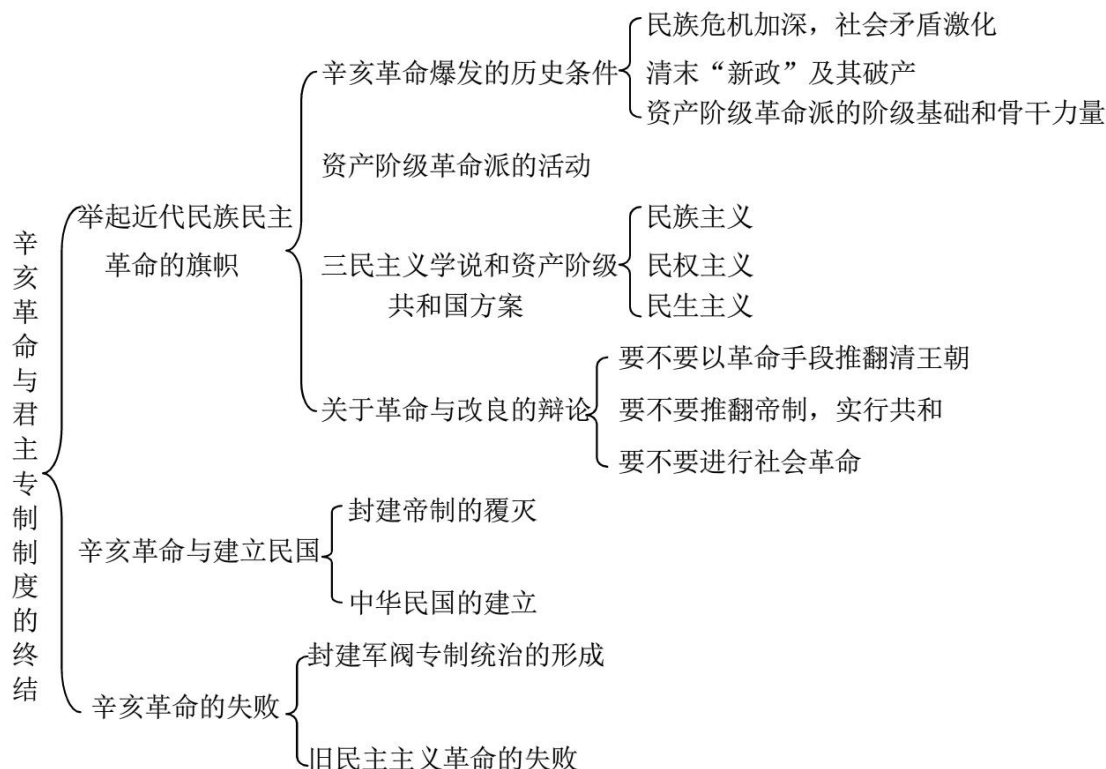 辛亥革命与君主专制制度的终结
举起近代民族民主
革命的旗帜
辛亥革命爆发的历史条件
民族危机加深，社会矛盾激化
清末“新政”及其破产
资产阶级革命派的阶级基础和骨干力量
资产阶级革命派的活动
三民主义学说和资产阶级
共和国方案
民族主义
民权主义
民生主义
关于革命与改良的辩论
要不要以革命手段推翻清王朝
要不要推翻帝制，实行共和
要不要进行社会革命
辛亥革命与建立民国
封建帝制的覆灭
中华民国的建立
辛亥革命的失败
封建军阀专制统治的形成
旧民主主义革命的失败